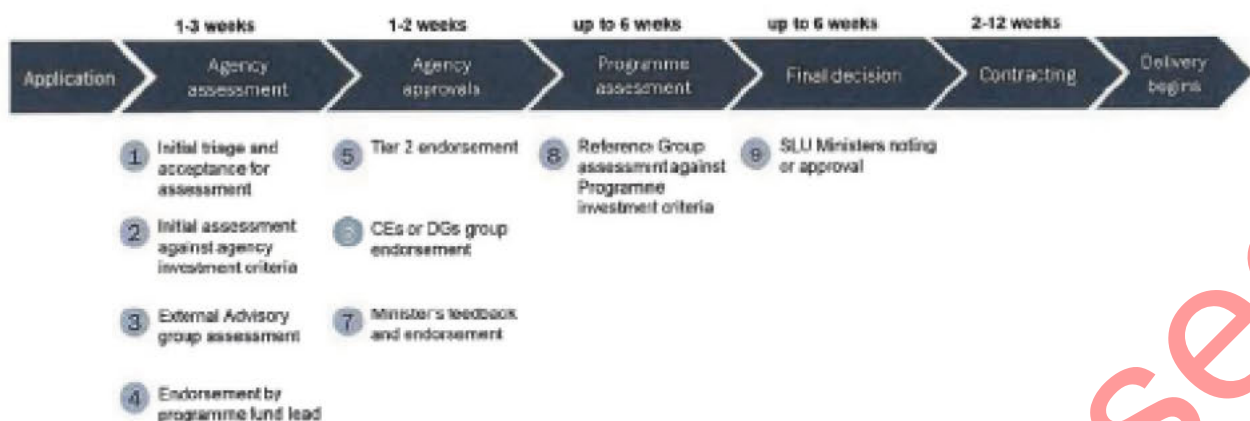 1-3 weeks
1-2 weeks
up to 6 weeks
up to 6 weeks
2-12 weeks
Application
Agency
assessment
Agency
approvals
Programme
assessment
Final decision
Contracting
Delivery
begins
1 Initial triage and
acceptance for
assessment
2 Initial assessment
against agency
investment criteria
3 External Advisory
group assessment
4 Endorsement by
programme fund lead
5 Tier 2 endorsement
6 CEs or DGs group
endorsement
7 Minister's feedback
and endorsement
8 Reference Group
assessment against
Programme
investment criteria
9 SLU Ministers noting
or approval